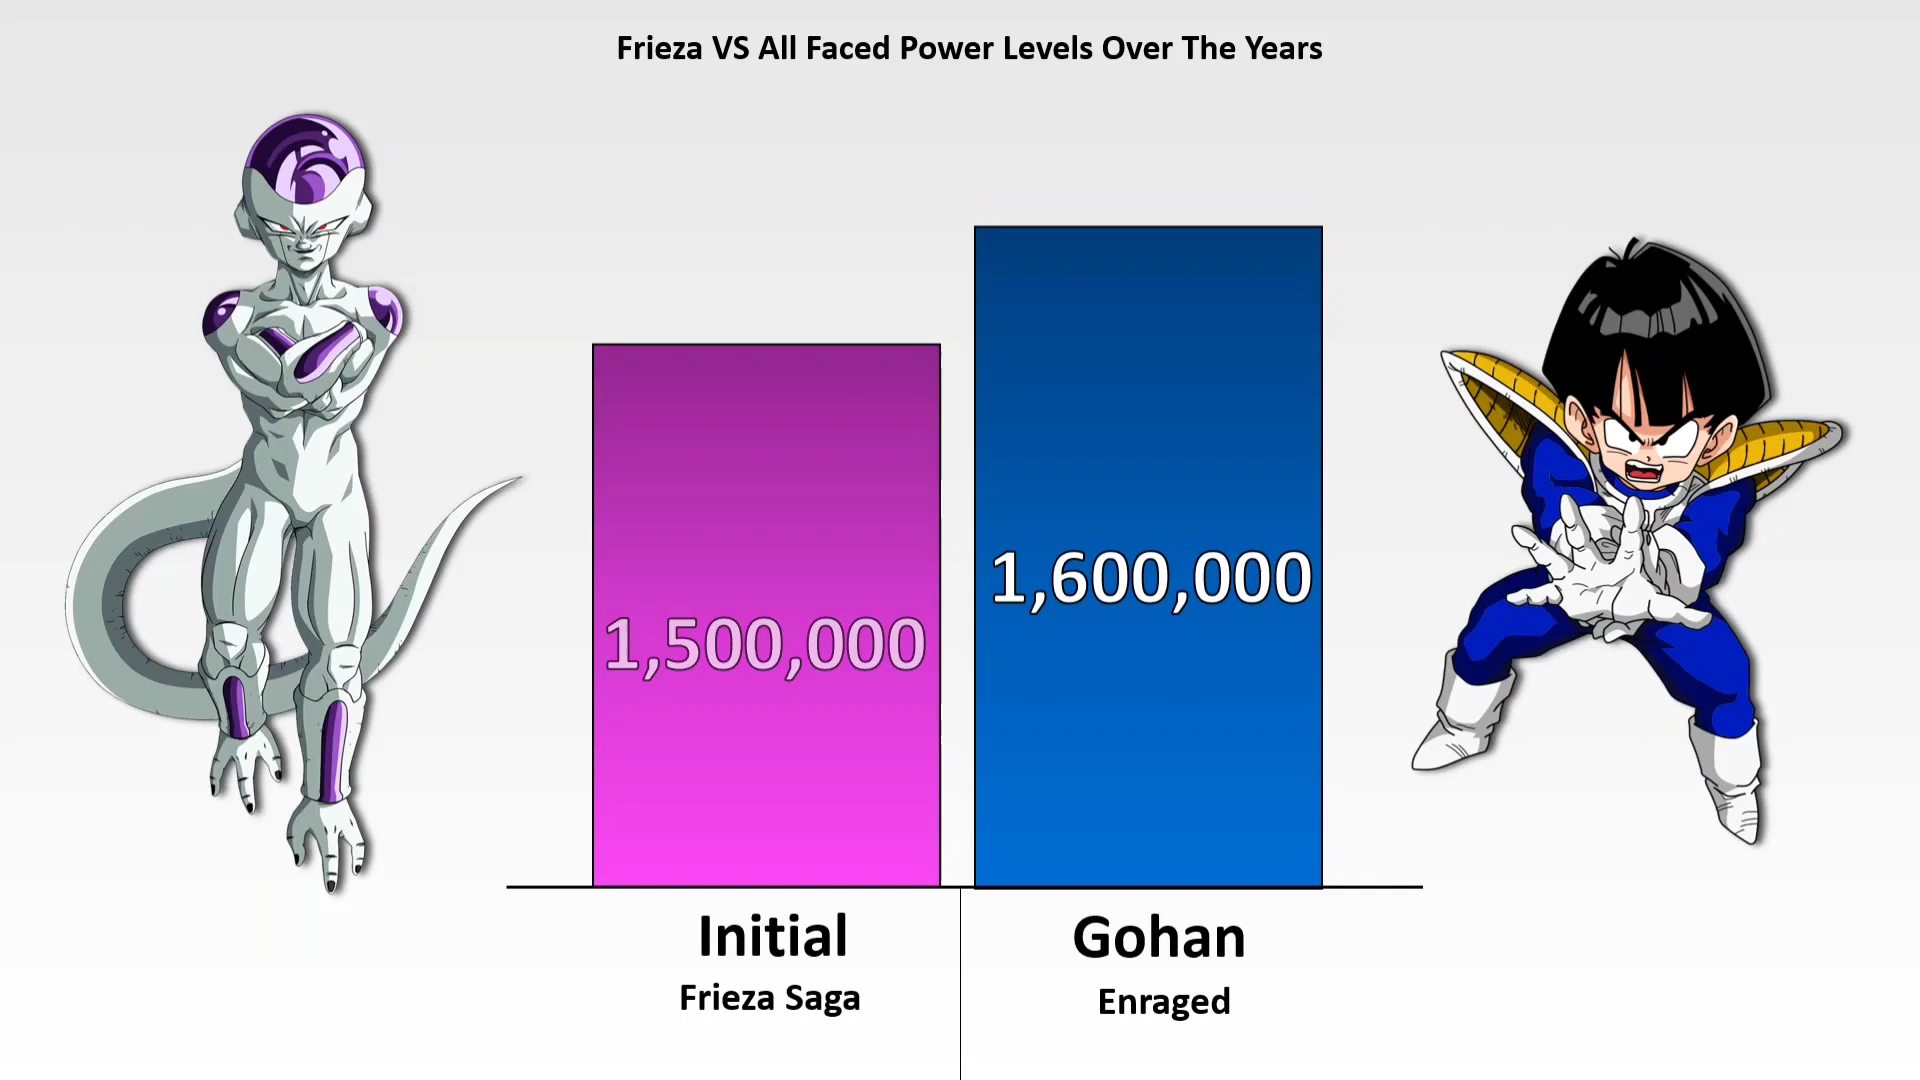 Frieza VS All Faced Power Levels Over The Years
1,500,000
1,600,000
Initial
Frieza Saga
Gohan
Enraged